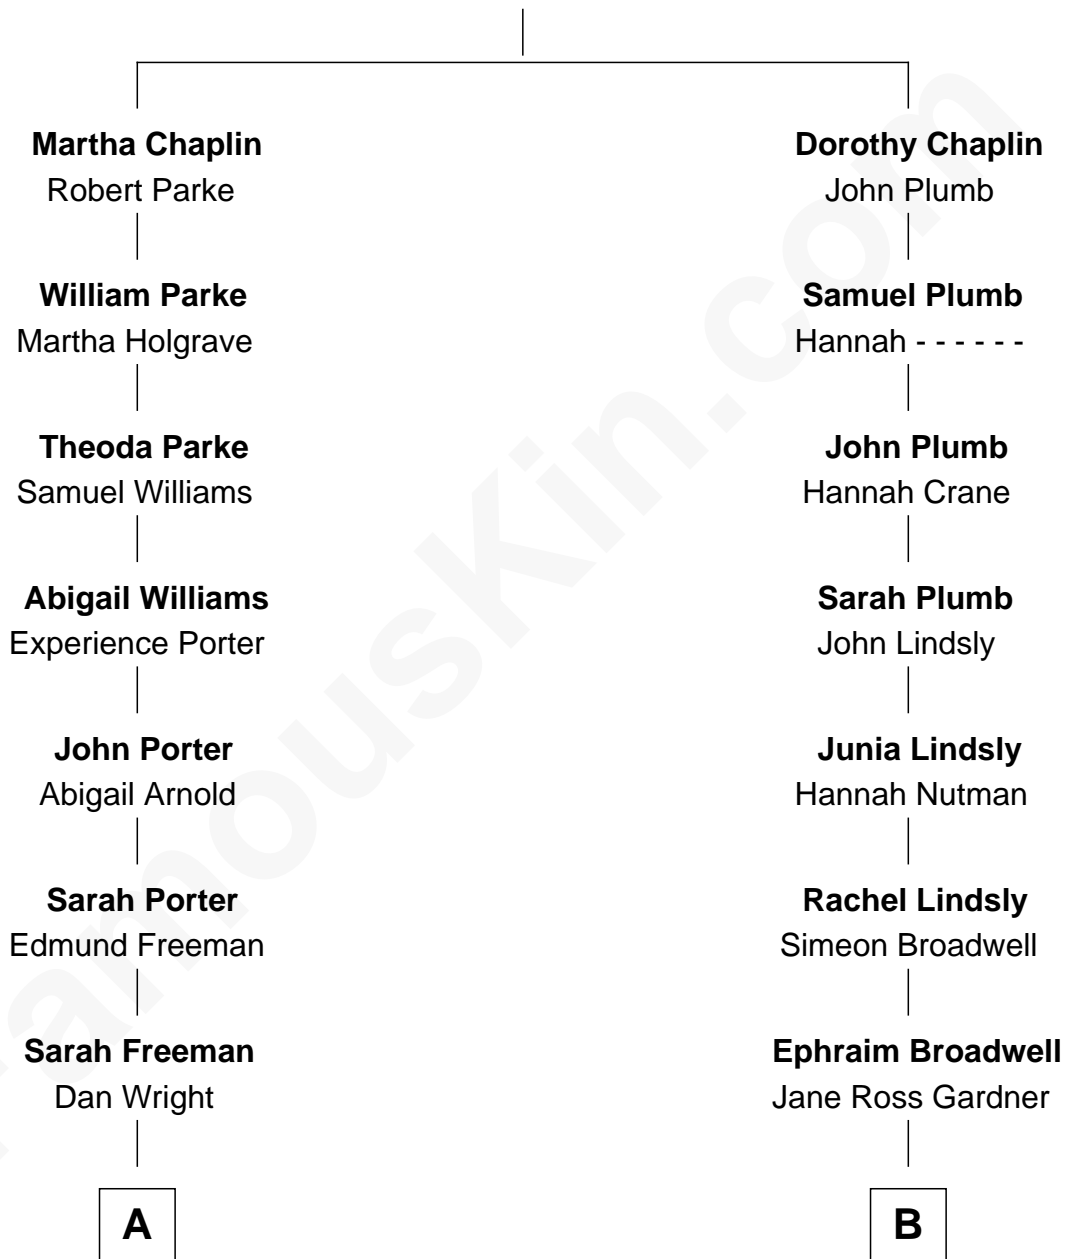 Martha Chaplin
Robert Parke
William Parke
Martha Holgrave
Theoda Parke
Samuel Williams
Abigail Williams
Experience Porter
John Porter
Abigail Arnold
Sarah Porter
Edmund Freeman
Sarah Freeman
Dan Wright
A
Dorothy Chaplin
John Plumb
Samuel Plumb
Hannah - - - - - -
John Plumb
Hannah Crane
Sarah Plumb
John Lindsly
Junia Lindsly
Hannah Nutman
Rachel Lindsly
Simeon Broadwell
Ephraim Broadwell
Jane Ross Gardner
B
FamousKin.com